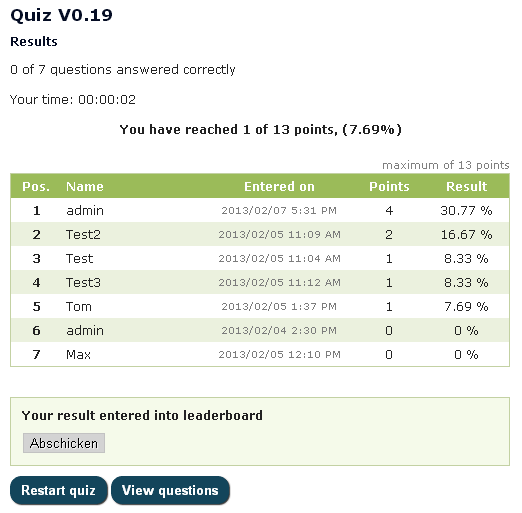 Quiz V0.19
Results
0 of 7 questions answered correctly
Your time: 00:00:02
You have reached 1 of 13 points, (7.69%)
maximum of 13 points
Pos. Name Entered on Points Result
1 admin 2013/02/07 5:31 PM 4 30.77 %
2 Test2 2013/02/05 11:09 AM 2 16.67 %
3 Test 2013/02/05 11:04 AM 1 8.33 %
4 Test3 2013/02/05 11:12 AM 1 8.33 %
5 Tom 2013/02/05 1:37 PM 1 7.69 %
6 admin 2013/02/04 2:30 PM 0 0 %
7 Max 2013/02/05 12:10 PM 0 0 %
Your result entered into leaderboard
Abschicken
Restart quiz View questions